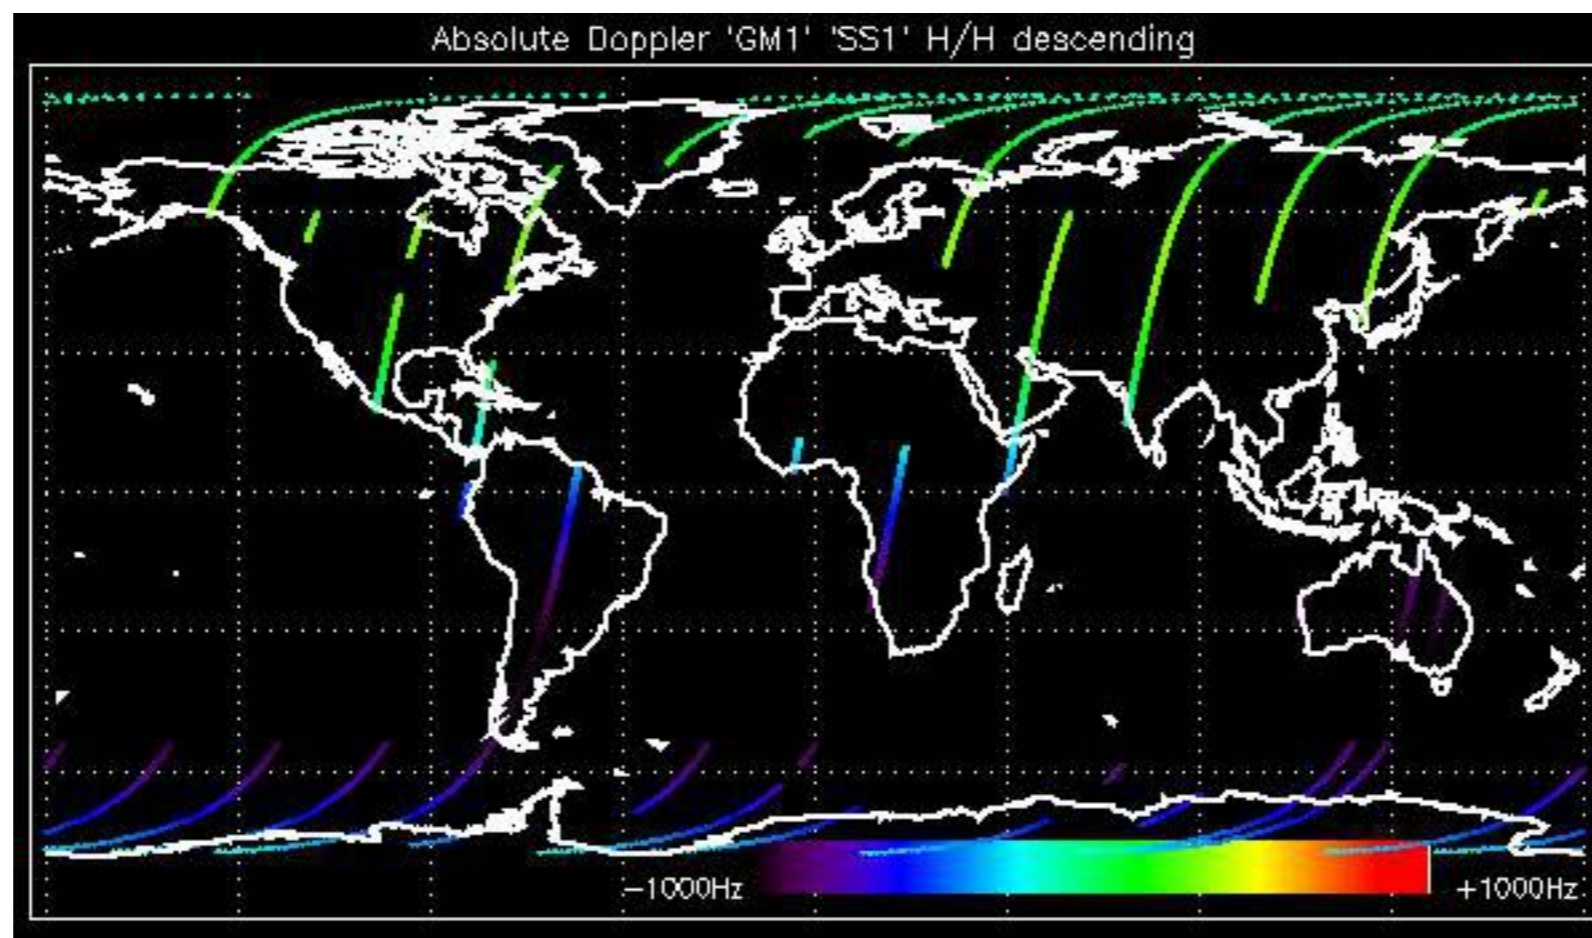 Absolute Doppler 'GM1' 'SS1' H/H descending
−1000Hz
+1000Hz